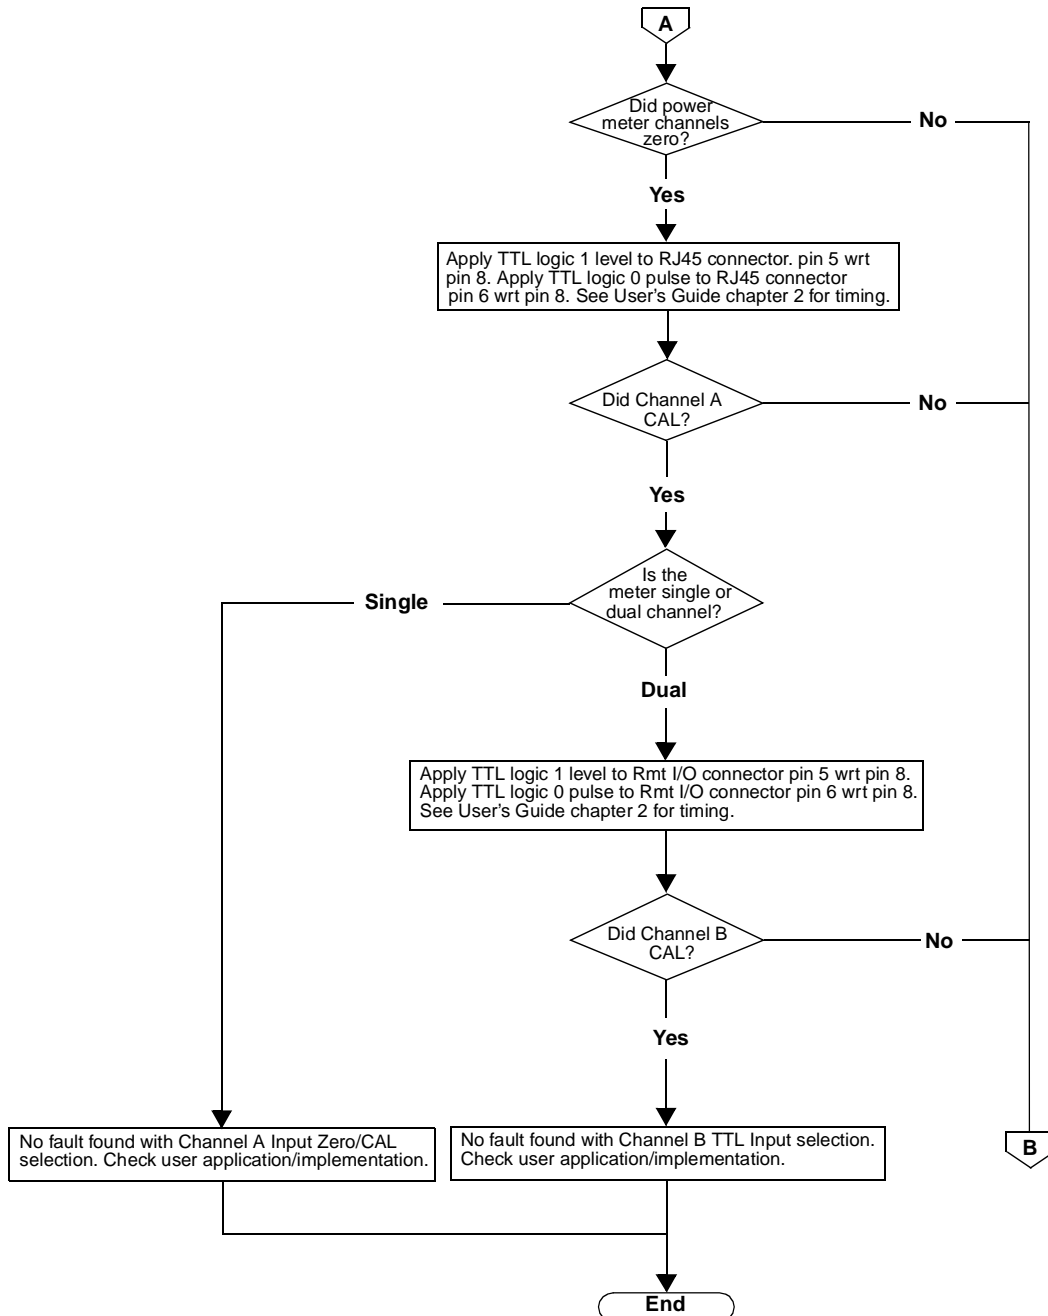 A
Did power
meter channels
zero?
No
Yes
Apply TTL logic 1 level to RJ45 connector. pin 5 wrt
pin 8. Apply TTL logic 0 pulse to RJ45 connector
pin 6 wrt pin 8. See User's Guide chapter 2 for timing.
Did Channel A
CAL?
No
Yes
Is the
meter single or
dual channel?
Single
Dual
Apply TTL logic 1 level to Rmt I/O connector pin 5 wrt pin 8.
Apply TTL logic 0 pulse to Rmt I/O connector pin 6 wrt pin 8.
See User's Guide chapter 2 for timing.
Did Channel B
CAL?
No
Yes
No fault found with Channel A Input Zero/CAL
selection. Check user application/implementation.
No fault found with Channel B TTL Input selection.
Check user application/implementation.
B
End